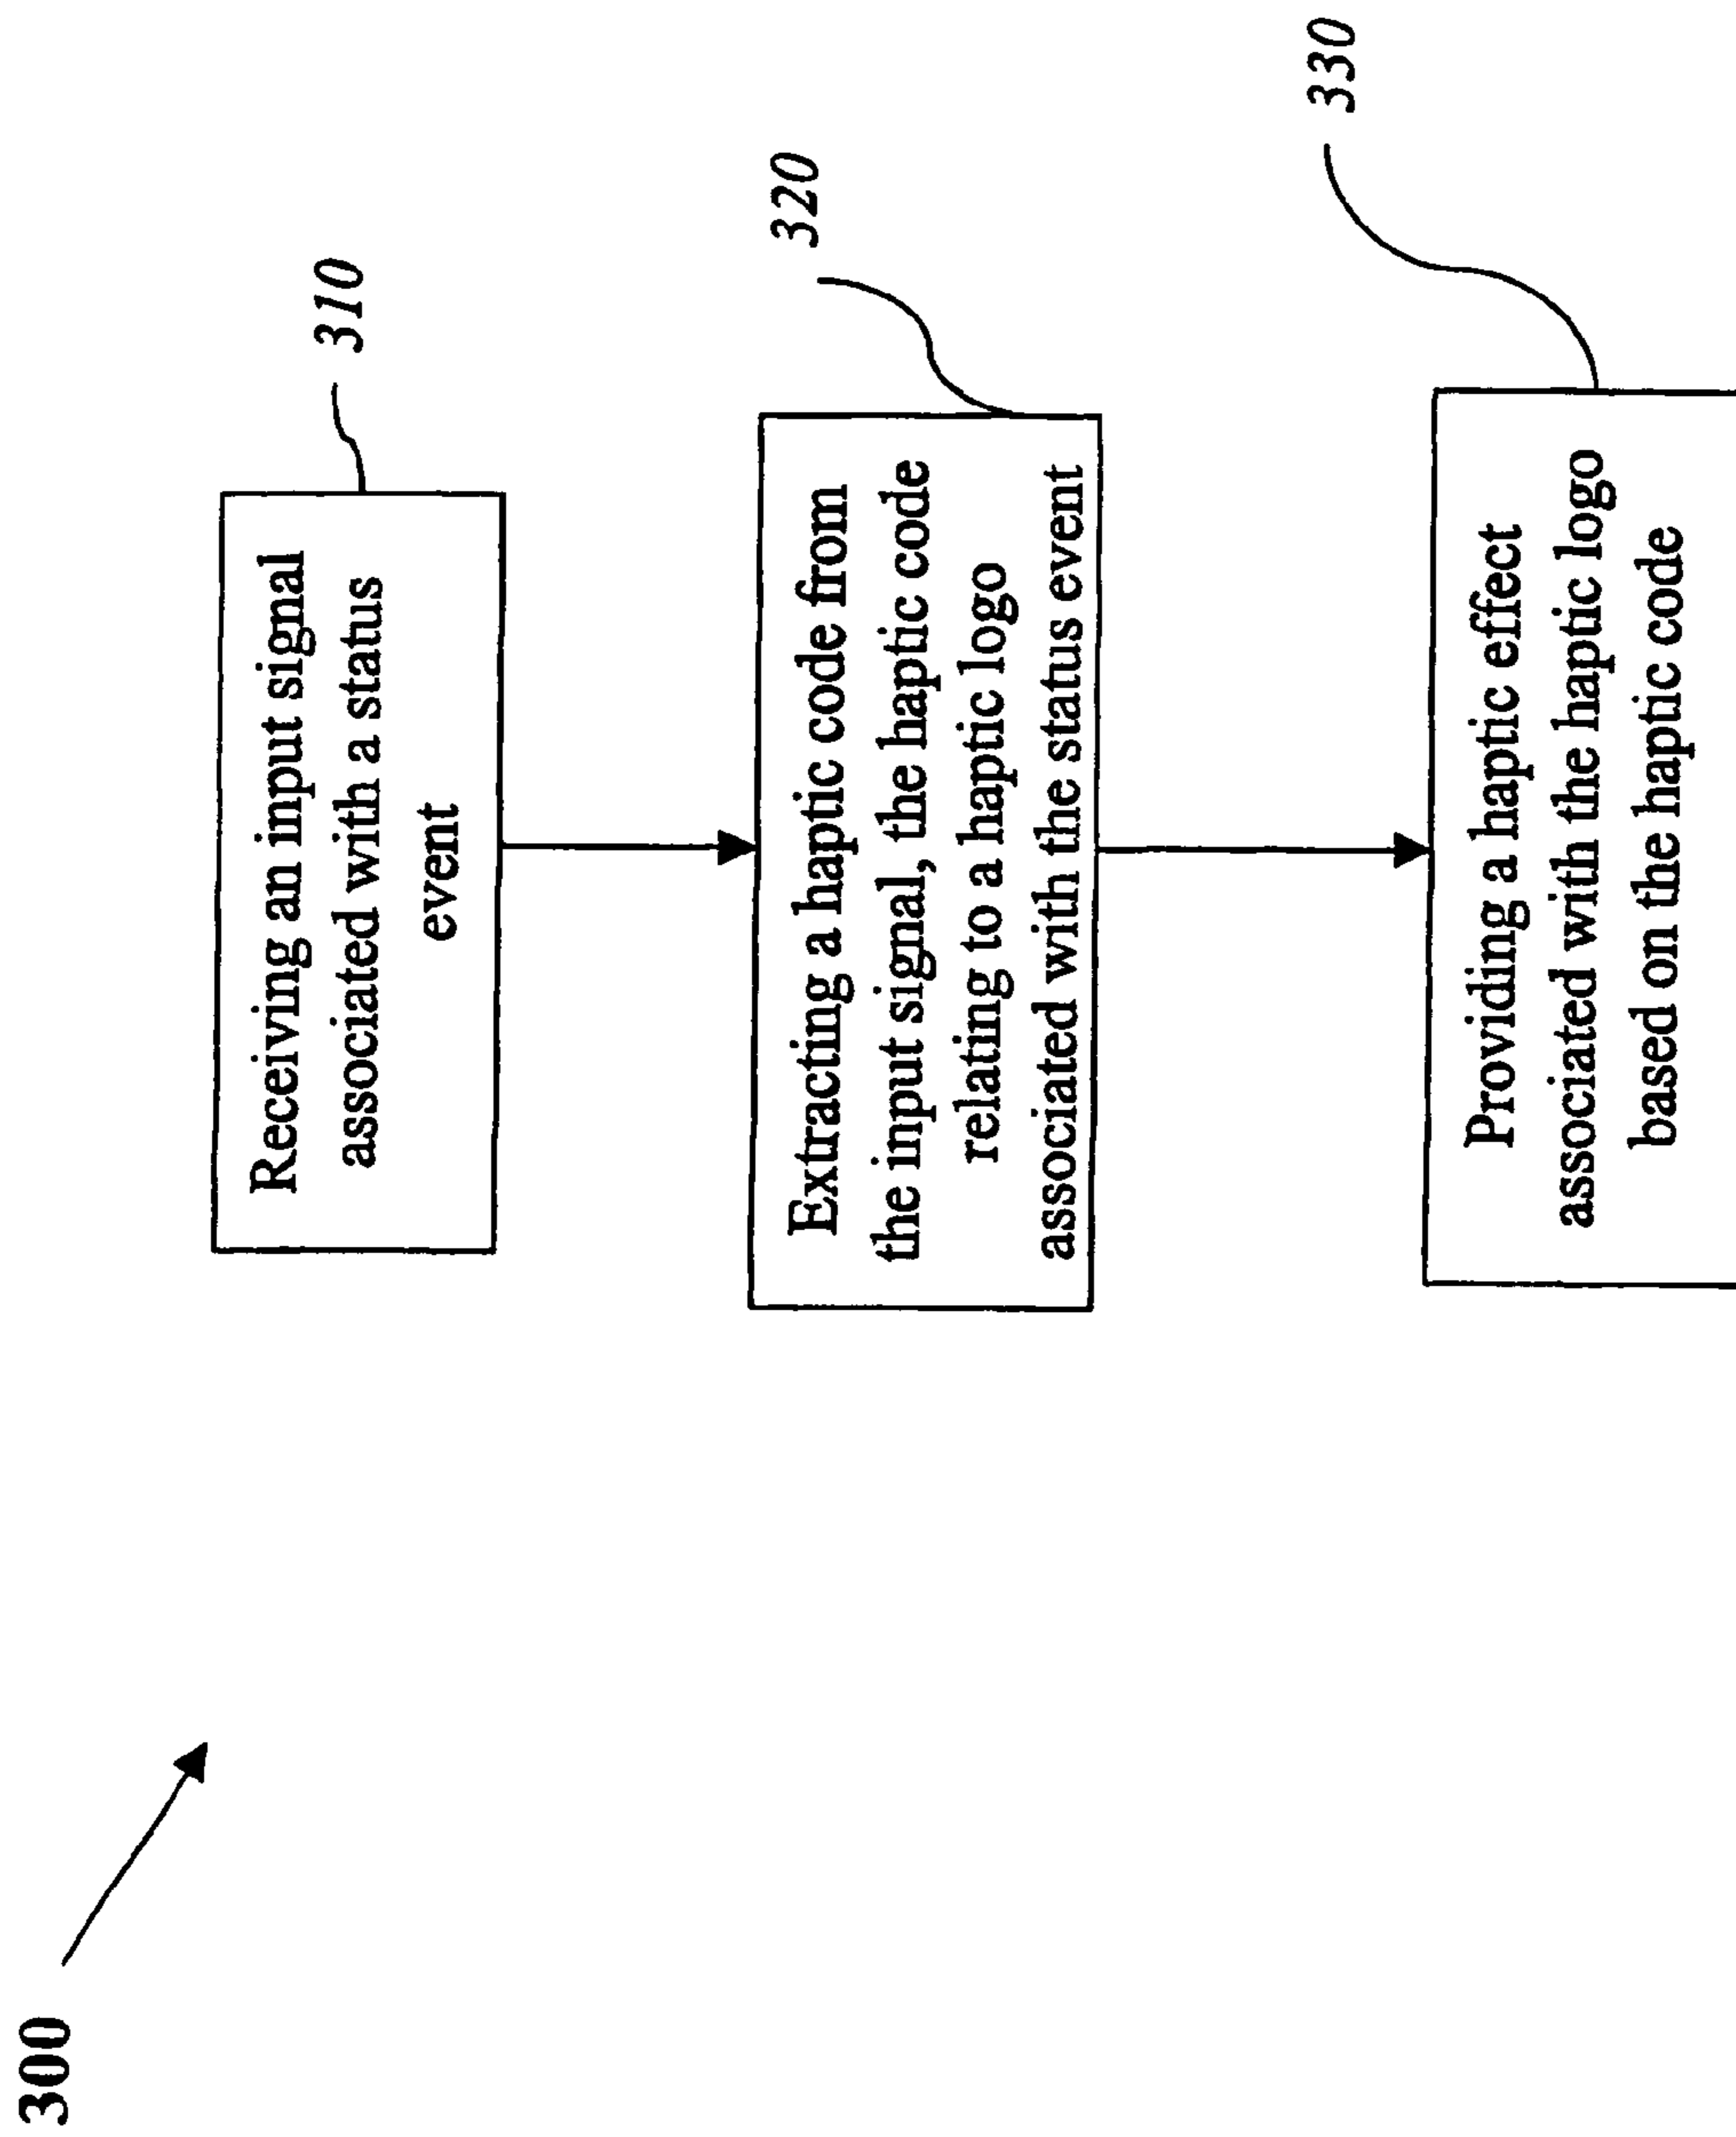 300
Receiving an input signal
associated with a status
event
310
Extracting a haptic code from
the input signal, the haptic code
relating to a haptic logo
associated with the status event
320
Providing a haptic effect
associated with the haptic logo
based on the haptic code
330